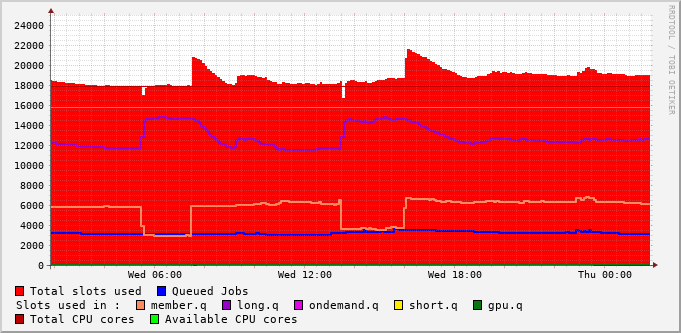 RRDTOOL / TOBI OETIKER
24000
22000
20000
18000
16000
14000
12000
10000
8000
6000
4000
2000
0
Wed 06:00 Wed 12:00 Wed 18:00 Thu 00:00
Total slots used Queued Jobs
Slots used in : member.q long.q ondemand.q short.q gpu.q
Total CPU cores Available CPU cores